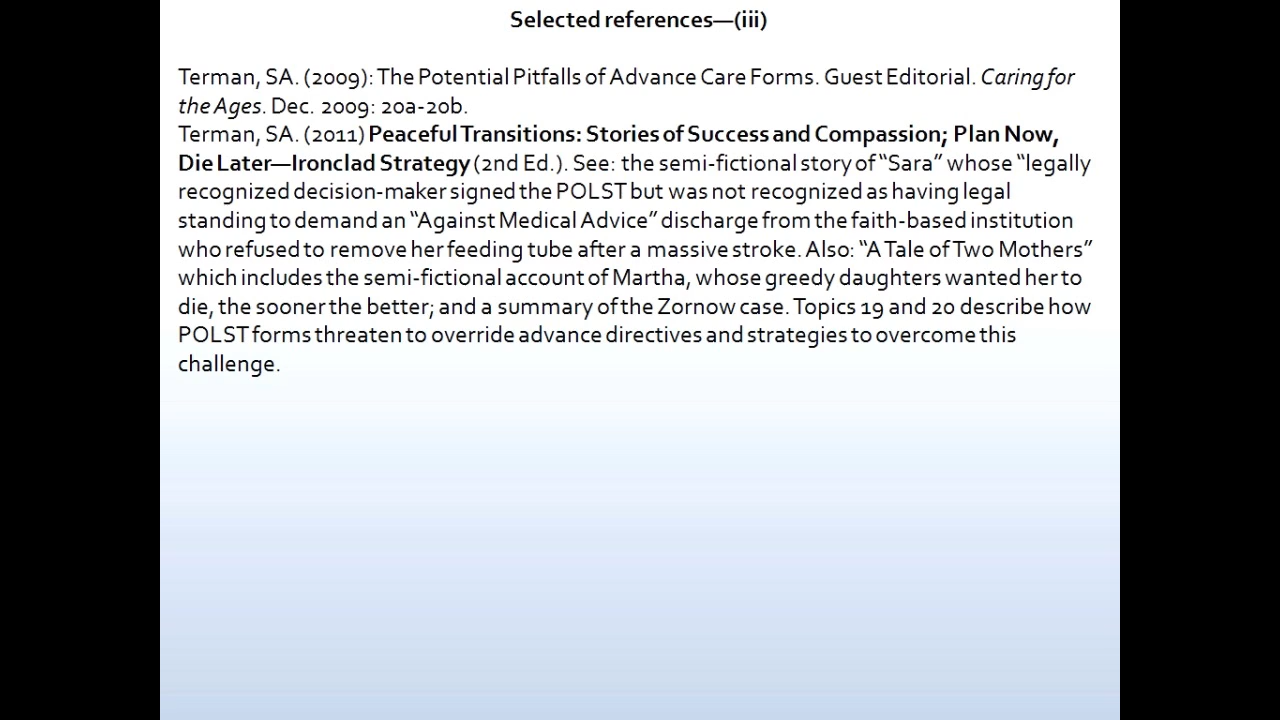 Selected references—(iii)
Terman, SA. (2009): The Potential Pitfalls of Advance Care Forms. Guest Editorial. Caring for
the Ages. Dec. 2009: 20a-20b.
Terman, SA. (2011) Peaceful Transitions: Stories of Success and Compassion; Plan Now,
Die Later—Ironclad Strategy (2nd Ed.). See: the semi-fictional story of “Sara” whose “legally
recognized decision-maker signed the POLST but was not recognized as having legal
standing to demand an “Against Medical Advice” discharge from the faith-based institution
who refused to remove her feeding tube after a massive stroke. Also: “A Tale of Two Mothers”
which includes the semi-fictional account of Martha, whose greedy daughters wanted her to
die, the sooner the better; and a summary of the Zornow case. Topics 19 and 20 describe how
POLST forms threaten to override advance directives and strategies to overcome this
challenge.